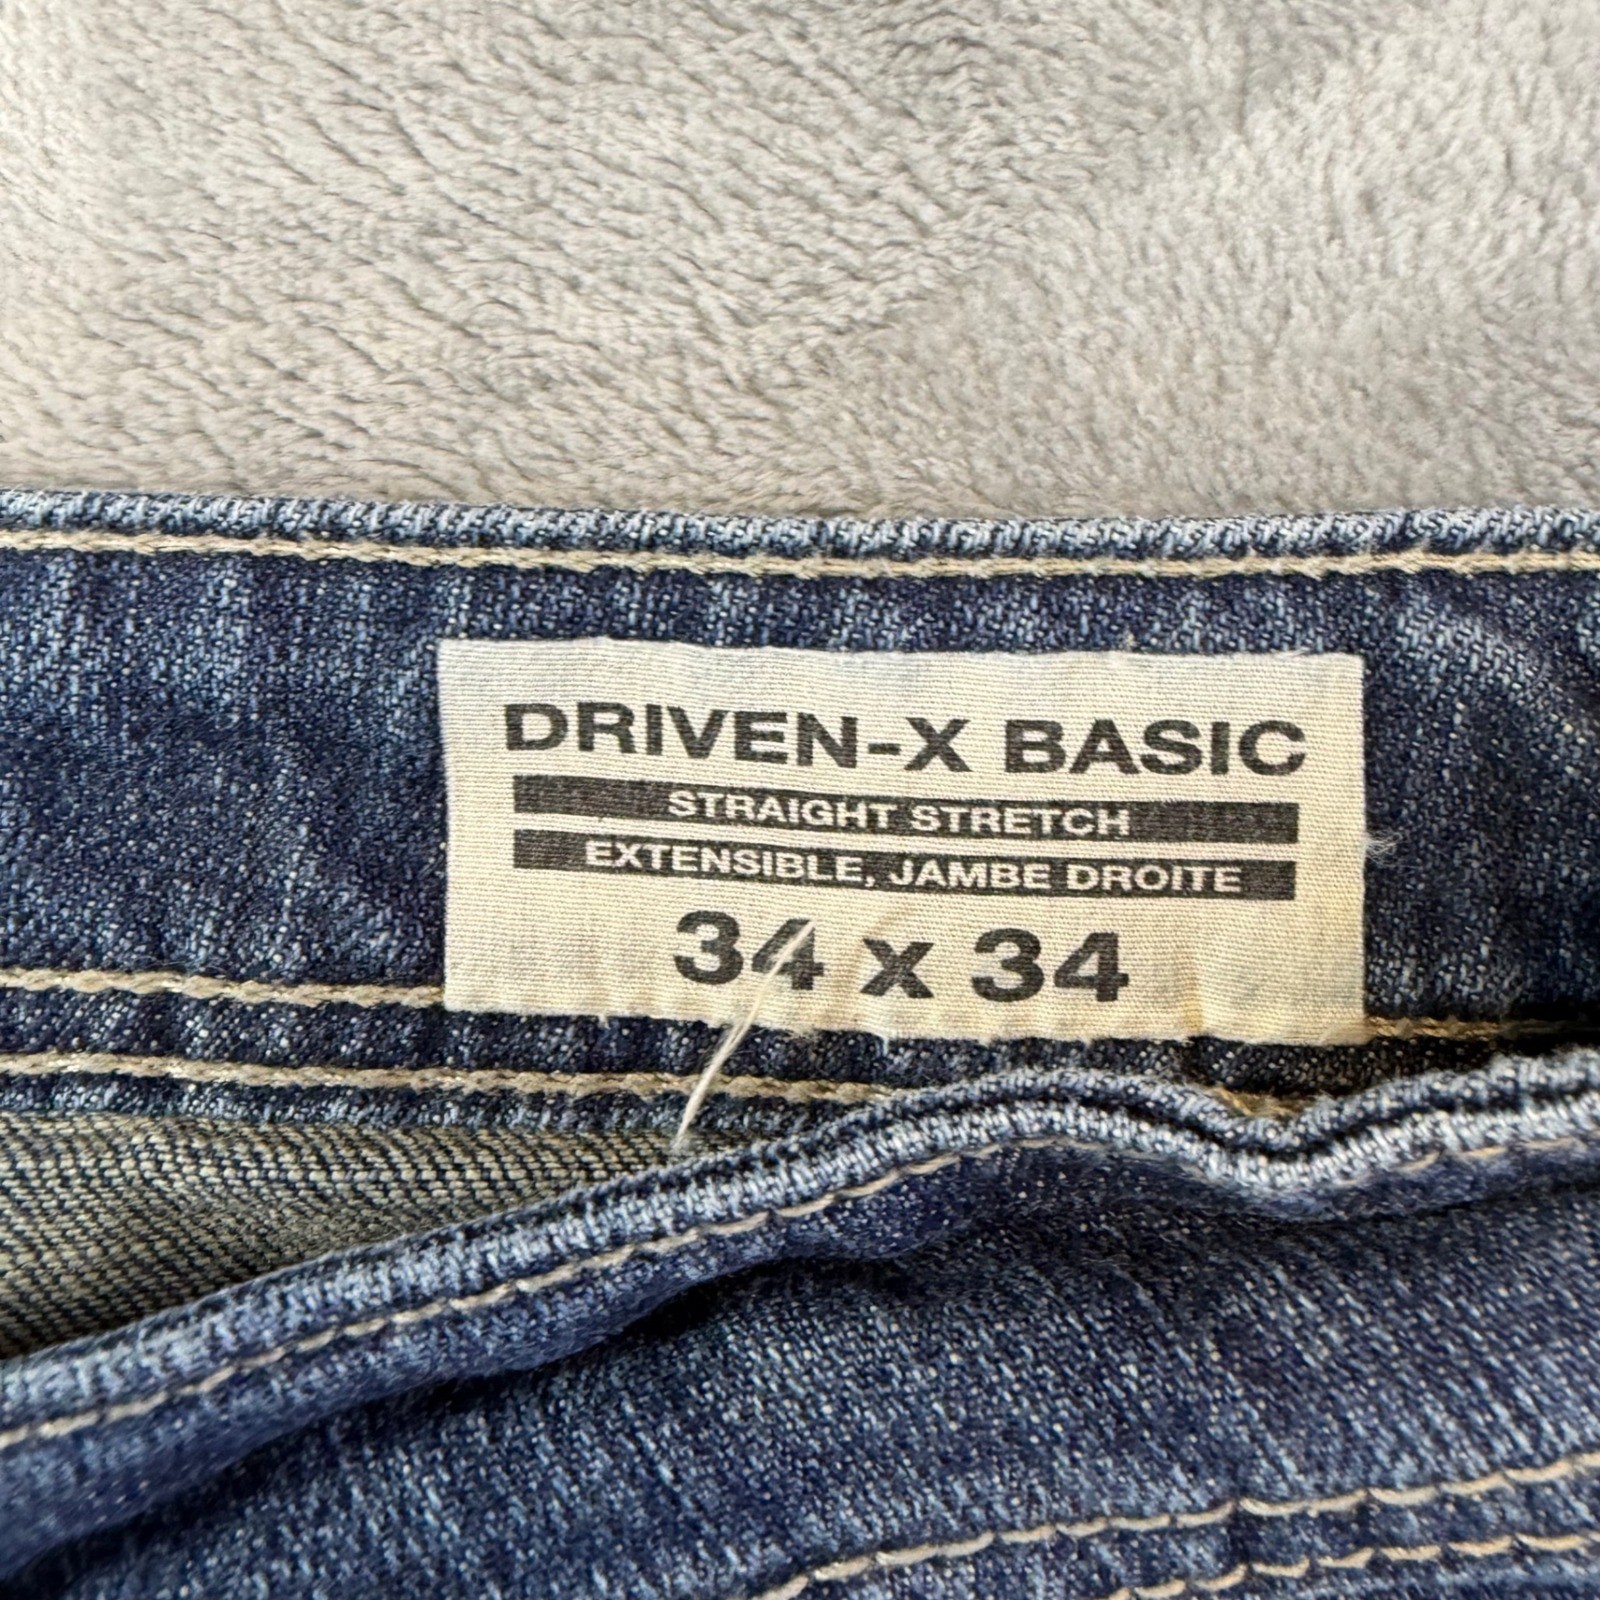 DRIVEN-X BASIC
STRAIGHT STRETCH
EXTENSIBLE, JAMBE DROITE
34 x 34